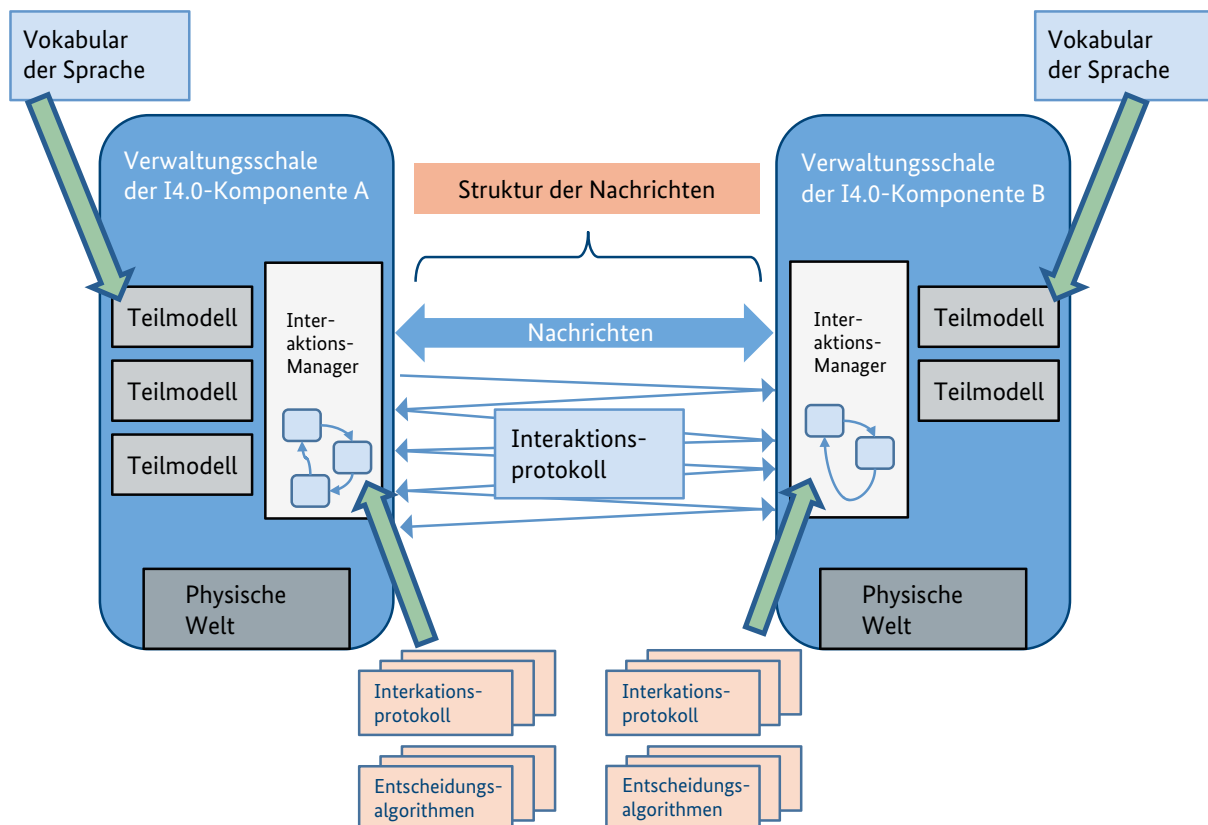 Vokabular
der Sprache
Vokabular
der Sprache
Verwaltungsschale
der I4.0-Komponente A
Struktur der Nachrichten
Verwaltungsschale
der I4.0-Komponente B
Teilmodell
Teilmodell
Teilmodell
Inter-
aktions-
Manager
Nachrichten
Interaktions-
protokoll
Inter-
aktions-
Manager
Teilmodell
Teilmodell
Physische
Welt
Physische
Welt
Interkations-
protokoll
Interkations-
protokoll
Entscheidungs-
algorithmen
Entscheidungs-
algorithmen